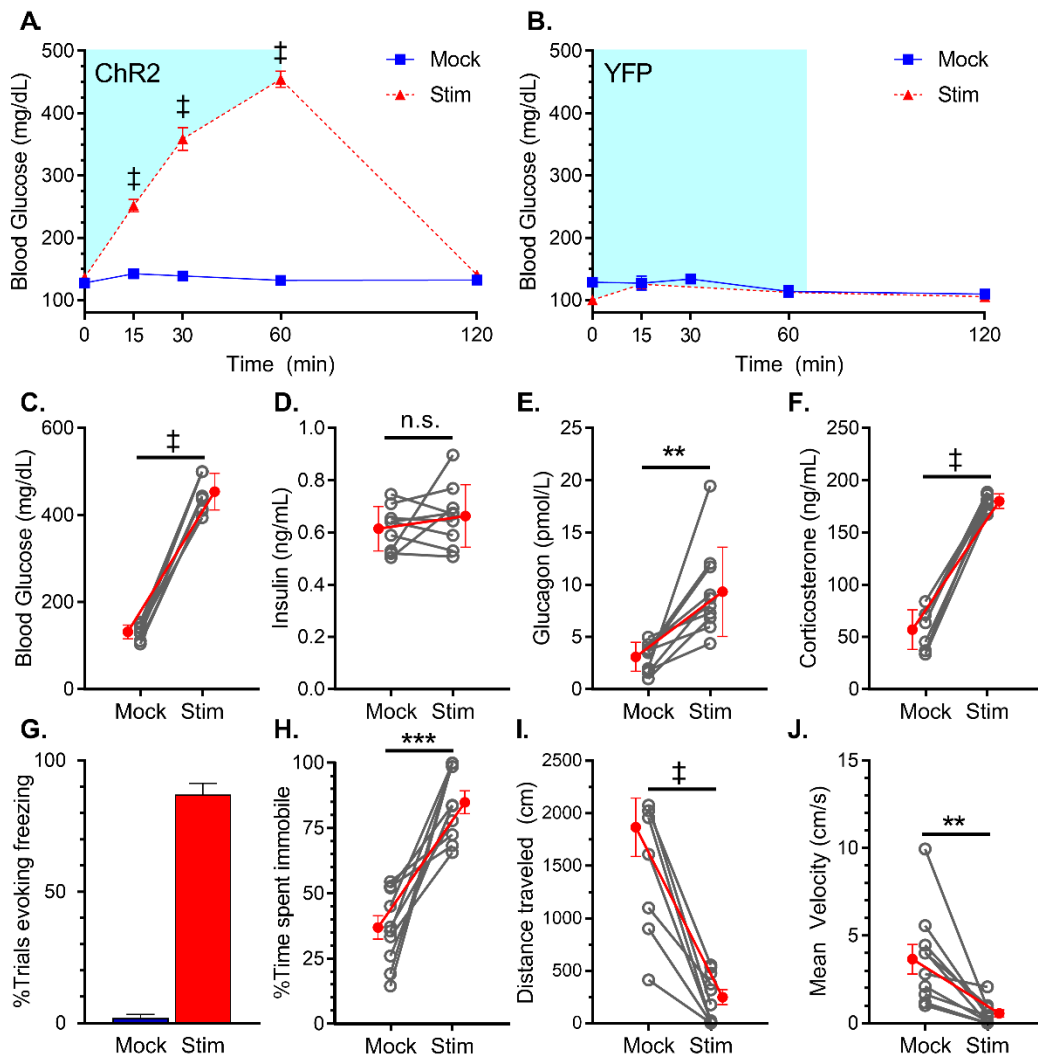 A.
ChR2
Mock
Stim
‡
‡
‡
Blood Glucose (mg/dL)
500
400
300
200
100
0
15
30
60
120
Time (min)
B.
YFP
Mock
Stim
Blood Glucose (mg/dL)
500
400
300
200
100
0
15
30
60
120
Time (min)
C.
‡
Blood Glucose (mg/dL)
600
400
200
0
Mock Stim
D.
n.s.
Insulin (ng/mL)
1.0
0.8
0.6
0.4
0.2
0.0
Mock Stim
E.
**
Glucagon (pmol/L)
25
20
15
10
5
0
Mock Stim
F.
‡
Corticosterone (ng/mL)
250
200
150
100
50
0
Mock Stim
G.
%Trials evoking freezing
100
50
0
Mock Stim
H.
***
%Time spent immobile
100
75
50
25
0
Mock Stim
I.
‡
Distance traveled (cm)
2500
2000
1500
1000
500
0
Mock Stim
J.
**
Mean Velocity (cm/s)
15
10
5
0
Mock Stim